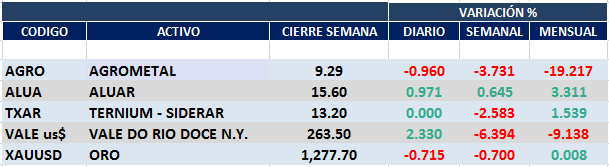 VARIACIÓN %
CODIGO ACTIVO CIERRE SEMANA DIARIO SEMANAL MENSUAL
AGRO AGROMETAL 9.29 -0.960 -3.731 -19.217
ALUA ALUAR 15.60 0.971 0.645 3.311
TXAR TERNIUM - SIDERAR 13.20 0.000 -2.583 1.539
VALE us$ VALE DO RIO DOCE N.Y. 263.50 2.330 -6.394 -9.138
XAUUSD ORO 1,277.70 -0.715 -0.700 0.008